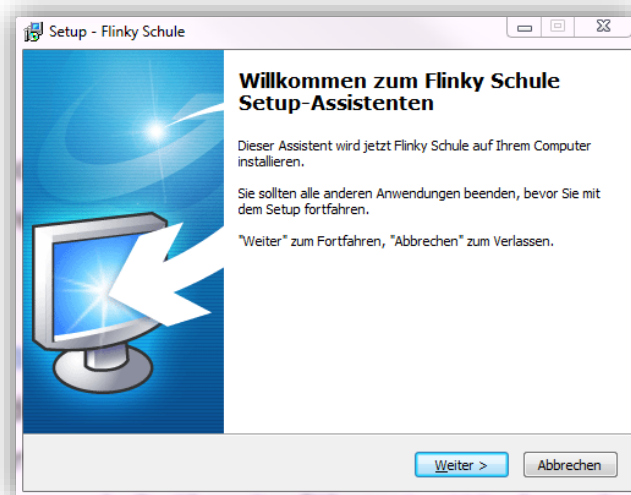 Setup - Flinky Schule
Willkommen zum Flinky Schule
Setup-Assistenten
Dieser Assistent wird jetzt Flinky Schule auf Ihrem Computer
installieren.
Sie sollten alle anderen Anwendungen beenden, bevor Sie mit
dem Setup fortfahren.
"Weiter" zum Fortfahren, "Abbrechen" zum Verlassen.
Weiter > Abbrechen